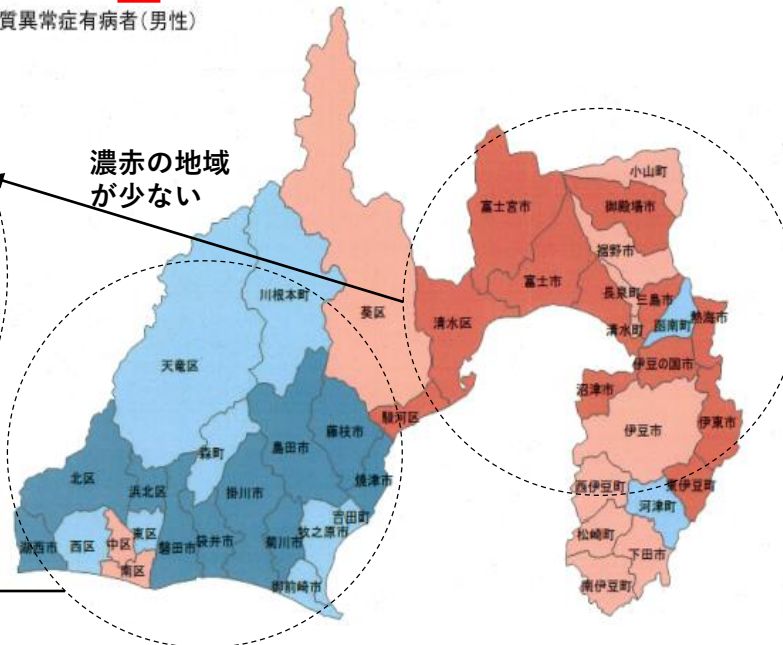 質異常症有病者(男性)
濃赤の地域
が少ない
小山町
富士宮市
御殿場市
裾野市
富士市
長泉町
三島市
川根本町
葵区
清水区
函南町
熱海市
清水町
天竜区
伊豆の国市
沼津市
駿河区
伊東市
藤枝市
伊豆市
島田市
森町
北区
焼津市
西伊豆町
東伊豆町
浜北区
掛川市
河津町
吉田町
湖西市
西区
中区
東区
磐田市
袋井市
菊川市
牧之原市
松崎町
下田市
南区
御前崎市
南伊豆町